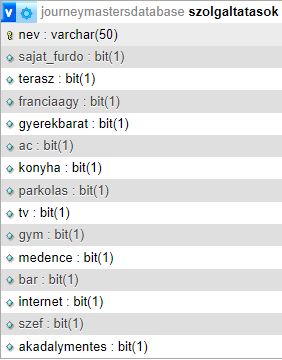 v journeymastersdatabase szolgaltatasok
nev : varchar(50)
sajat_furdo : bit(1)
terasz : bit(1)
franciaagy : bit(1)
gyerekbarat : bit(1)
ac : bit(1)
konyha : bit(1)
parkolas : bit(1)
tv : bit(1)
gym : bit(1)
medence : bit(1)
bar : bit(1)
internet : bit(1)
szef : bit(1)
akadalymentes : bit(1)